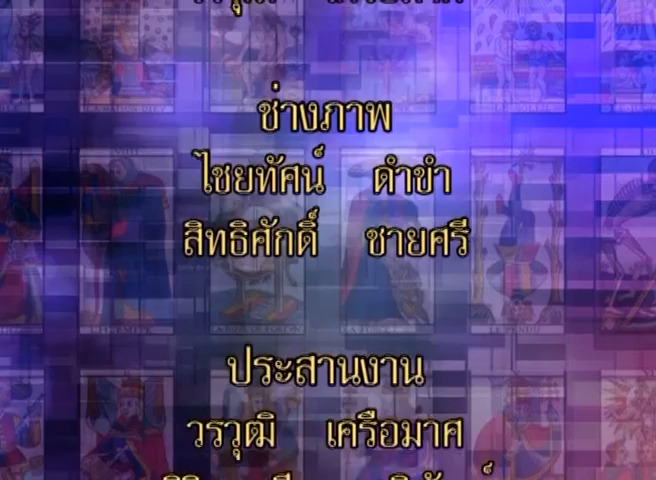 ช่างภาพ
ไชยทัศน์ ดำขำ
สิทธิศักดิ์ ชายศรี
ประสานงาน
วรวุฒิ เครือมาศ